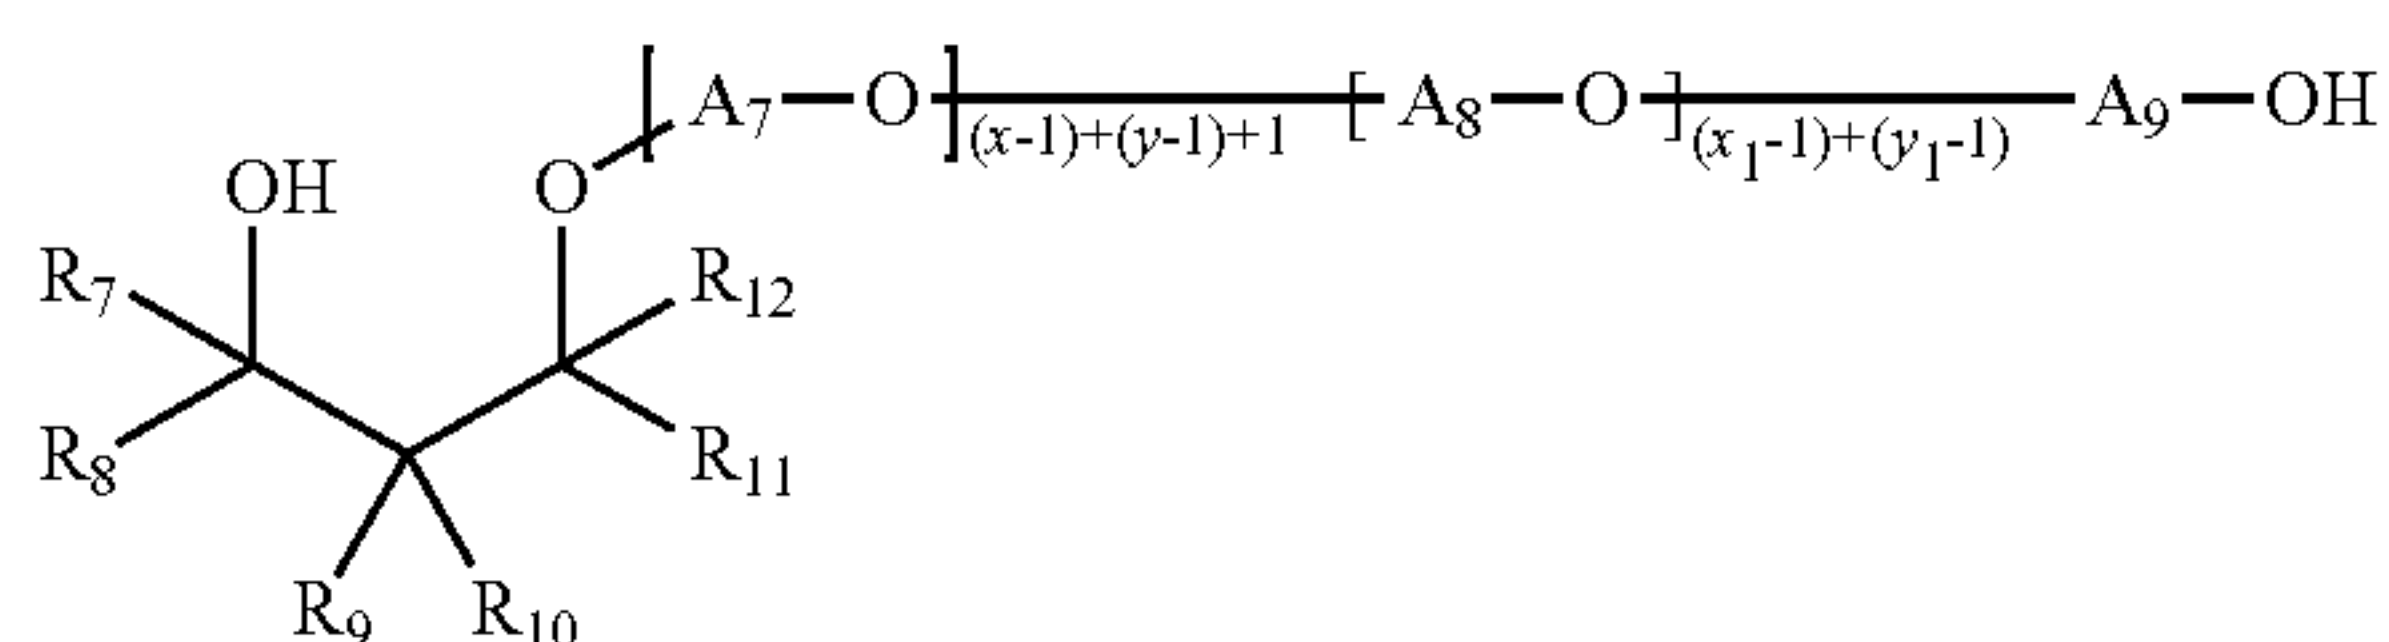 [A₇—O](x-1)+(y-1)+1[A₈—O](x₁-1)+(y₁-1)A₉—OH
OH O
R₇ R₁₂
R₈ R₁₁
R₉ R₁₀